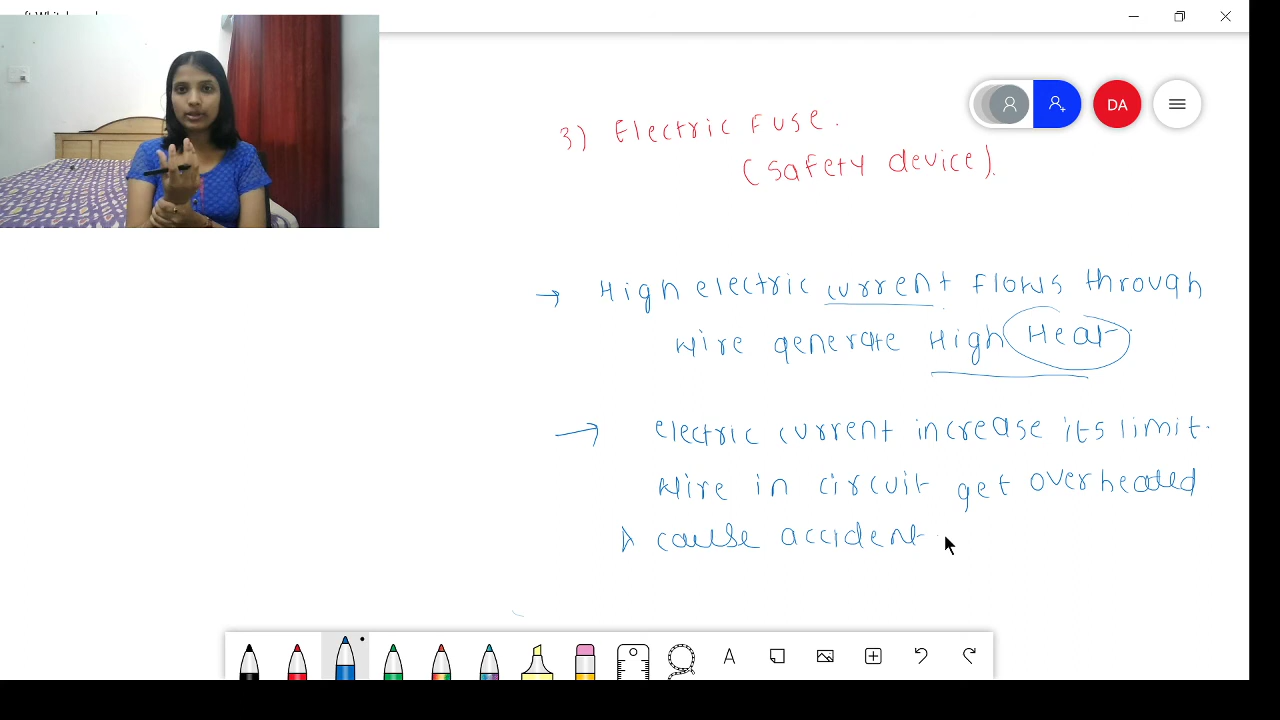 3) Electric Fuse.
(Safety device).
DA
→ High electric current flows through
wire generate High Heat.
→ electric current increase its limit.
wire in circuit get overheated
& cause accident.
A